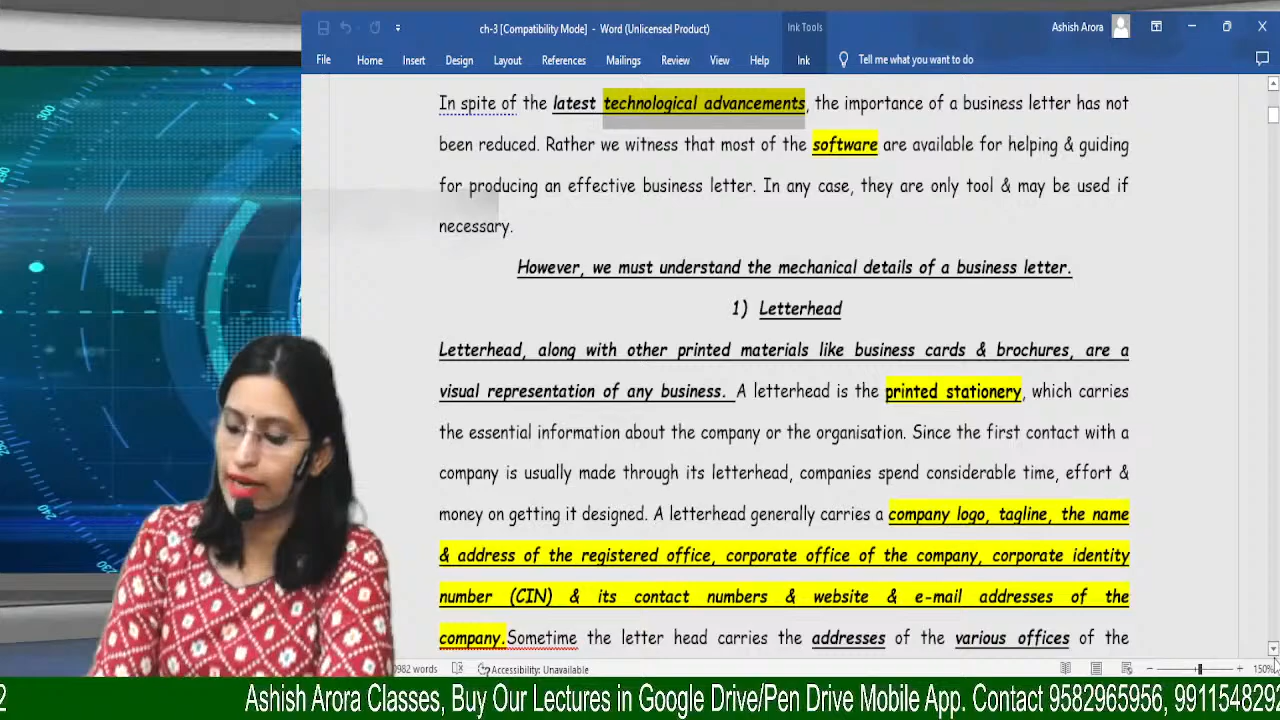 ch-3 [Compatibility Mode] - Word (Unlicensed Product)
Ink Tools
Ashish Arora
File Home Insert Design Layout References Mailings Review View Help Ink Tell me what you want to do
In spite of the latest technological advancements, the importance of a business letter has not
been reduced. Rather we witness that most of the software are available for helping & guiding
for producing an effective business letter. In any case, they are only tool & may be used if
necessary.
However, we must understand the mechanical details of a business letter.
1) Letterhead
Letterhead, along with other printed materials like business cards & brochures, are a
visual representation of any business. A letterhead is the printed stationery, which carries
the essential information about the company or the organisation. Since the first contact with a
company is usually made through its letterhead, companies spend considerable time, effort &
money on getting it designed. A letterhead generally carries a company logo, tagline, the name
& address of the registered office, corporate office of the company, corporate identity
number (CIN) & its contact numbers & website & e-mail addresses of the
company.Sometime the letter head carries the addresses of the various offices of the
0982 words Accessibility: Unavailable 150%
2 Ashish Arora Classes, Buy Our Lectures in Google Drive/Pen Drive Mobile App. Contact 9582965956, 991154829
300
240
250
230